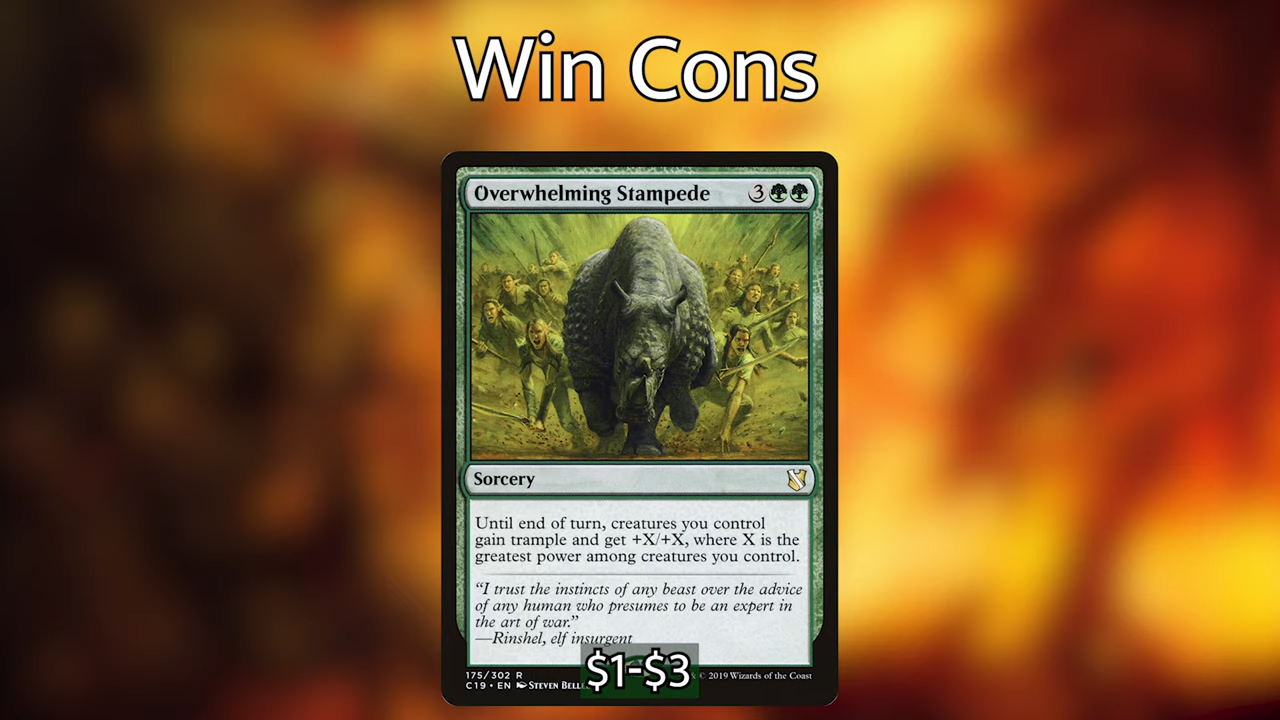 Win Cons
Overwhelming Stampede 3
Sorcery
Until end of turn, creatures you control
gain trample and get +X/+X, where X is the
greatest power among creatures you control.
“I trust the instincts of any beast over the advice
of any human who presumes to be an expert in
the art of war.”
—Rinshel, elf insurgent
$1-$3
175/302 R
C19 • EN STEVEN
& © 2019 Wizards of the Coast